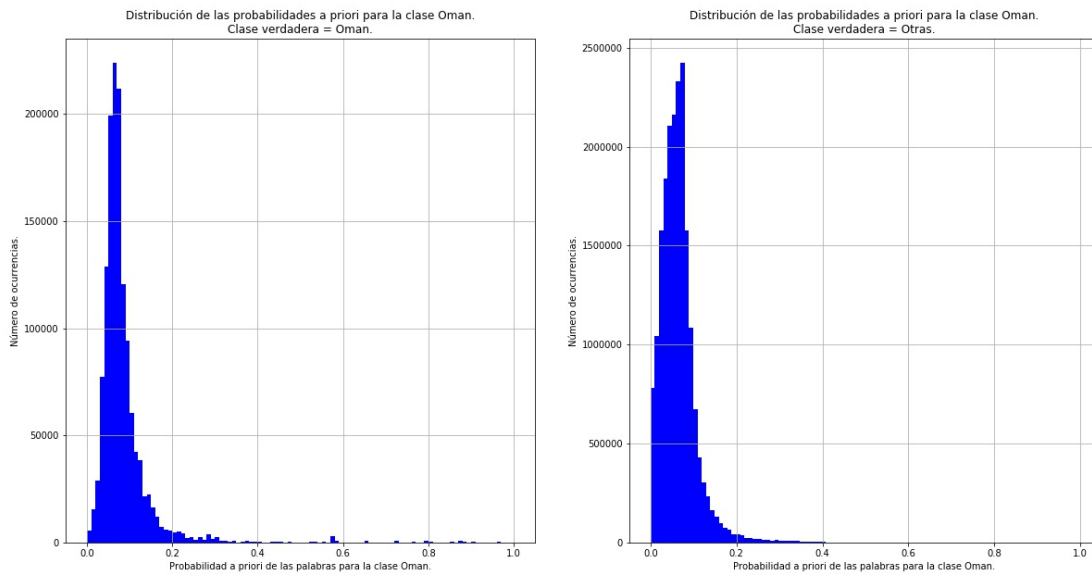 Distribución de las probabilidades a priori para la clase Oman.
Clase verdadera = Oman.
Número de ocurrencias.
200000
150000
100000
50000
0
0.0 0.2 0.4 0.6 0.8 1.0
Probabilidad a priori de las palabras para la clase Oman.
Distribución de las probabilidades a priori para la clase Oman.
Clase verdadera = Otras.
Número de ocurrencias.
2500000
2000000
1500000
1000000
500000
0
0.0 0.2 0.4 0.6 0.8 1.0
Probabilidad a priori de las palabras para la clase Oman.